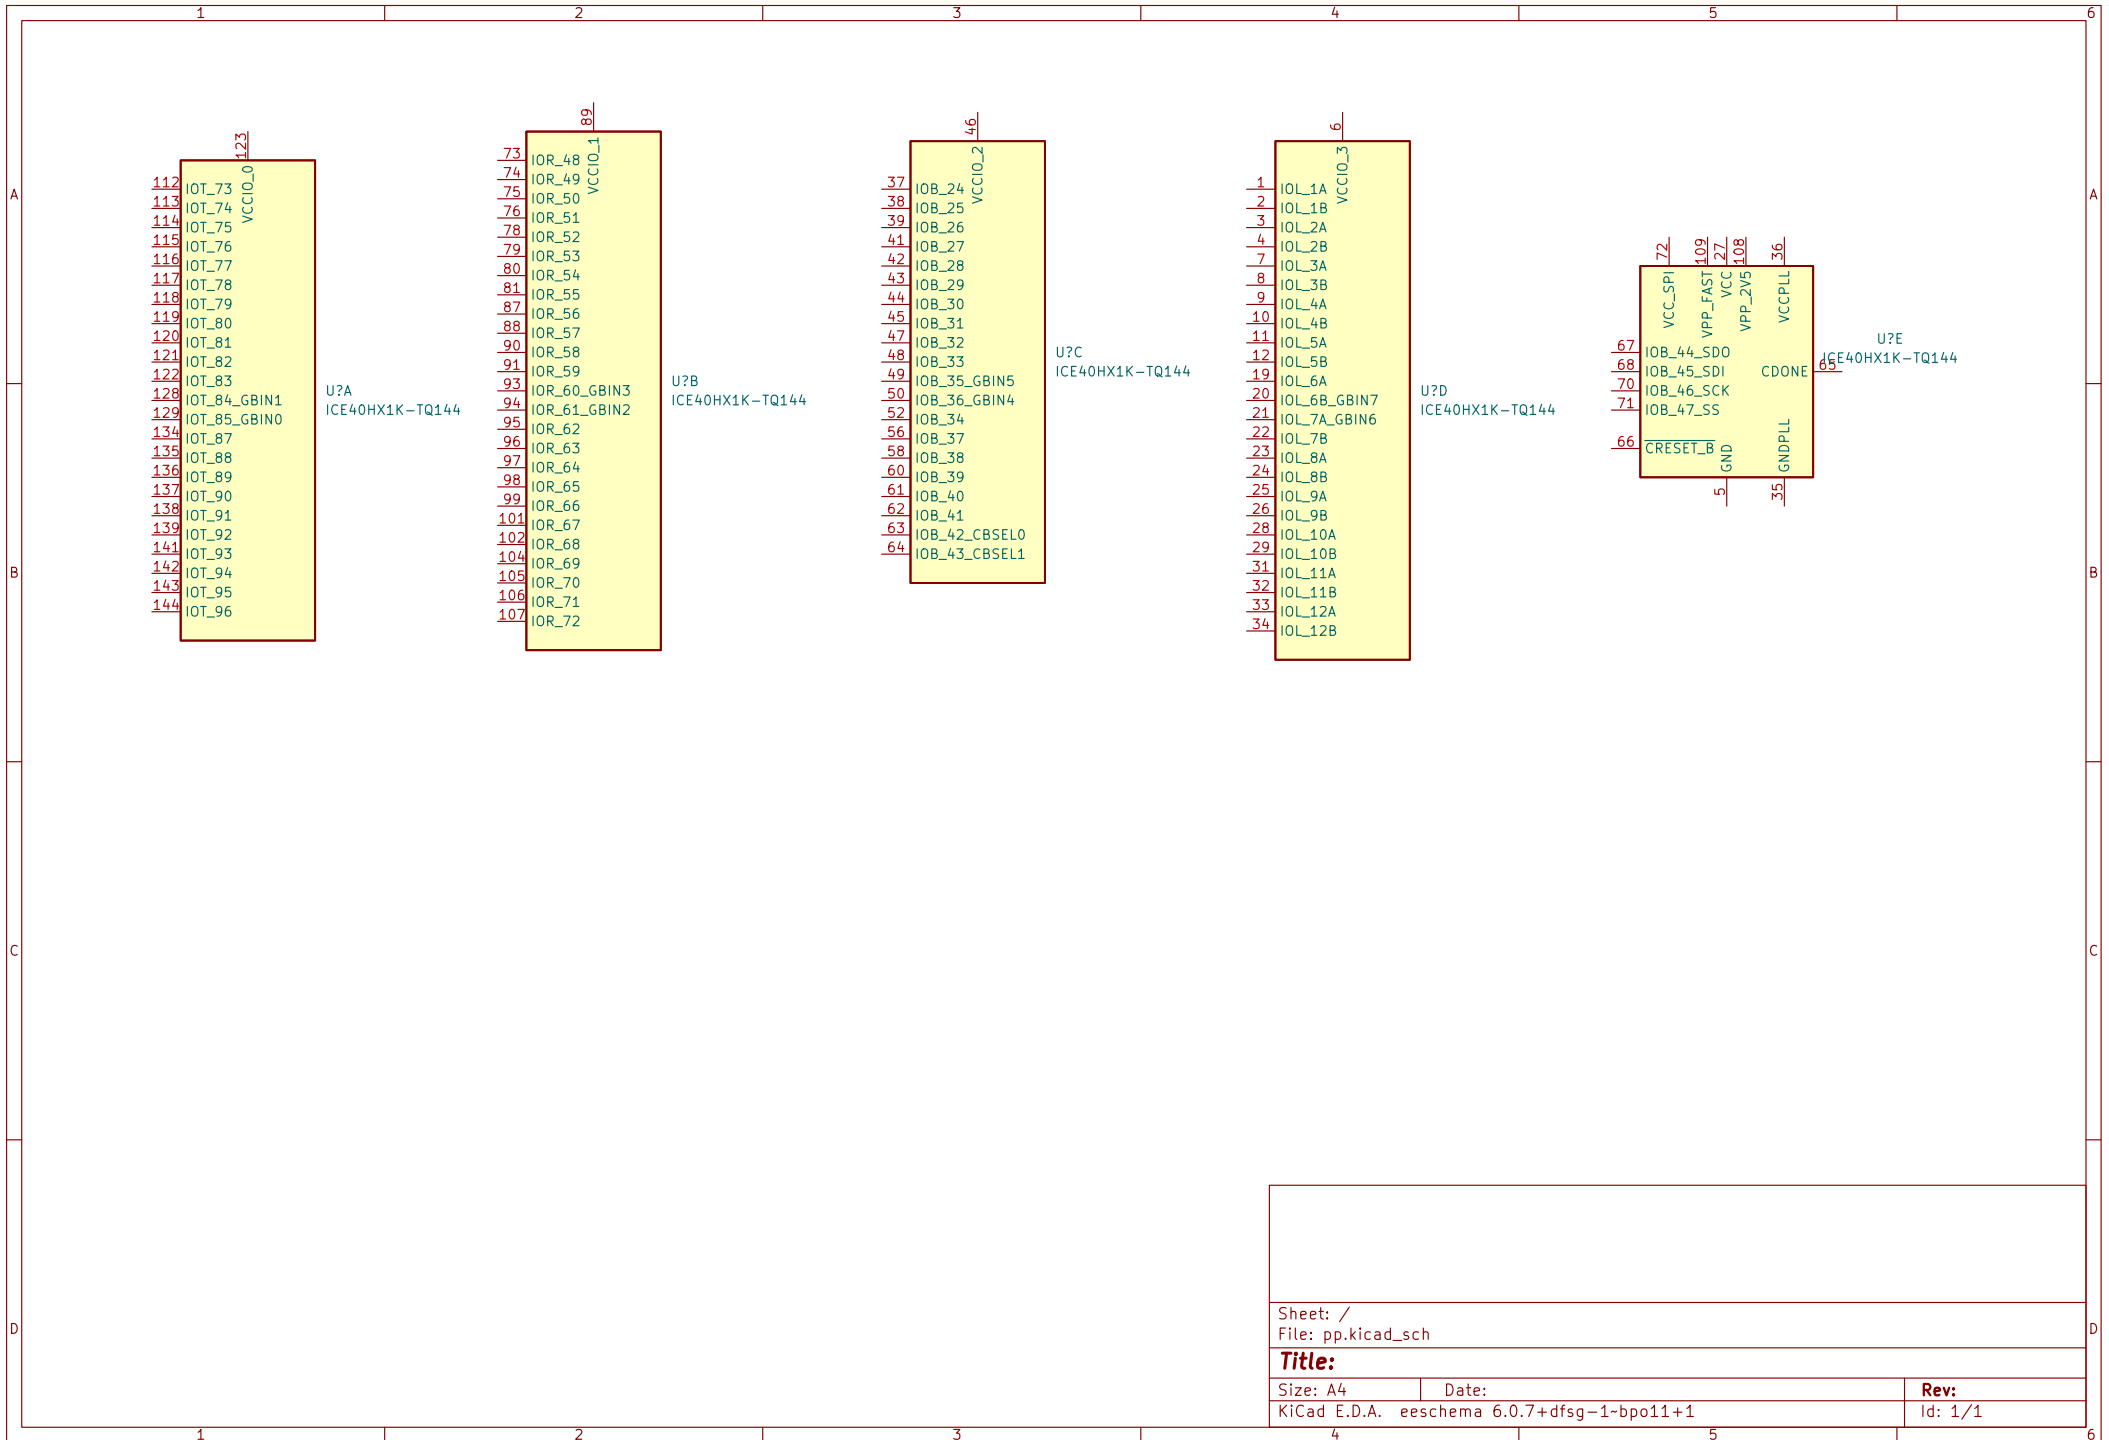 1 2 3 4 5 6
A
B
C
D
123
VCCIO_0
112 IOT_73
113 IOT_74
114 IOT_75
115 IOT_76
116 IOT_77
117 IOT_78
118 IOT_79
119 IOT_80
120 IOT_81
121 IOT_82
122 IOT_83
128 IOT_84_GBIN1
129 IOT_85_GBIN0
134 IOT_87
135 IOT_88
136 IOT_89
137 IOT_90
138 IOT_91
139 IOT_92
141 IOT_93
142 IOT_94
143 IOT_95
144 IOT_96
U?A
ICE40HX1K-TQ144
89
VCCIO_1
73 IOR_48
74 IOR_49
75 IOR_50
76 IOR_51
78 IOR_52
79 IOR_53
80 IOR_54
81 IOR_55
87 IOR_56
88 IOR_57
90 IOR_58
91 IOR_59
93 IOR_60_GBIN3
94 IOR_61_GBIN2
95 IOR_62
96 IOR_63
97 IOR_64
98 IOR_65
99 IOR_66
101 IOR_67
102 IOR_68
104 IOR_69
105 IOR_70
106 IOR_71
107 IOR_72
U?B
ICE40HX1K-TQ144
46
VCCIO_2
37 IOB_24
38 IOB_25
39 IOB_26
41 IOB_27
42 IOB_28
43 IOB_29
44 IOB_30
45 IOB_31
47 IOB_32
48 IOB_33
49 IOB_35_GBIN5
50 IOB_36_GBIN4
52 IOB_34
56 IOB_37
58 IOB_38
60 IOB_39
61 IOB_40
62 IOB_41
63 IOB_42_CBSEL0
64 IOB_43_CBSEL1
U?C
ICE40HX1K-TQ144
6
VCCIO_3
1 IOL_1A
2 IOL_1B
3 IOL_2A
4 IOL_2B
7 IOL_3A
8 IOL_3B
9 IOL_4A
10 IOL_4B
11 IOL_5A
12 IOL_5B
19 IOL_6A
20 IOL_6B_GBIN7
21 IOL_7A_GBIN6
22 IOL_7B
23 IOL_8A
24 IOL_8B
25 IOL_9A
26 IOL_9B
28 IOL_10A
29 IOL_10B
31 IOL_11A
32 IOL_11B
33 IOL_12A
34 IOL_12B
U?D
ICE40HX1K-TQ144
72 109 27 108 36
VCC_SPI VPP_FAST VCC VPP_2V5 VCCPLL
67 IOB_44_SDO
68 IOB_45_SDI
70 IOB_46_SCK
71 IOB_47_SS
66 CRESET_B
CDONE 65
GND GNDPLL
5 35
U?E
ICE40HX1K-TQ144
A
B
C
D
Sheet: /
File: pp.kicad_sch
Title:
Size: A4 Date: Rev:
KiCad E.D.A. eeschema 6.0.7+dfsg-1~bpo11+1 Id: 1/1
1 2 3 4 5 6